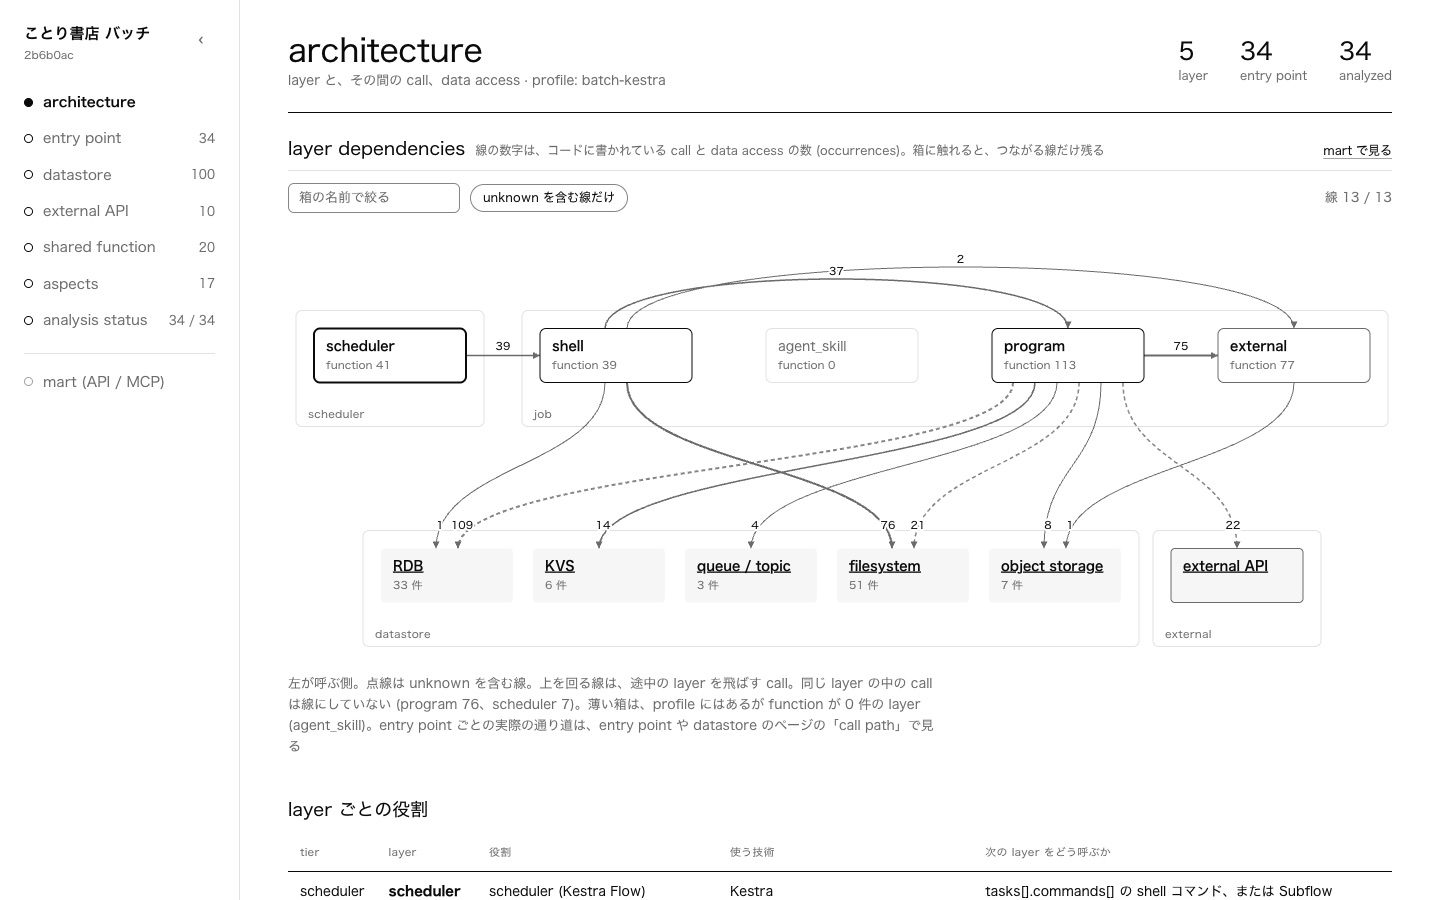 ことり書店 バッチ
‹
2b6b0ac
architecture
entry point 34
datastore 100
external API 10
shared function 20
aspects 17
analysis status 34 / 34
mart (API / MCP)
architecture
layer と、その間の call、data access · profile: batch-kestra
5 34 34
layer entry point analyzed
layer dependencies 線の数字は、コードに書かれている call と data access の数 (occurrences)。箱に触れると、つながる線だけ残る mart で見る
箱の名前で絞る unknown を含む線だけ 線 13 / 13
2
37
scheduler
function 41
scheduler
39
shell
function 39
agent_skill
function 0
program
function 113
75
external
function 77
job
1 109 14 4 76 21 8 1 22
RDB
33 件
KVS
6 件
queue / topic
3 件
filesystem
51 件
object storage
7 件
external API
datastore
external
左が呼ぶ側。点線は unknown を含む線。上を回る線は、途中の layer を飛ばす call。同じ layer の中の call
は線にしていない (program 76、scheduler 7)。薄い箱は、profile にはあるが function が 0 件の layer
(agent_skill)。entry point ごとの実際の通り道は、entry point や datastore のページの「call path」で見
る
layer ごとの役割
tier layer 役割 使う技術 次の layer をどう呼ぶか
scheduler scheduler scheduler (Kestra Flow) Kestra tasks[].commands[] の shell コマンド、または Subflow